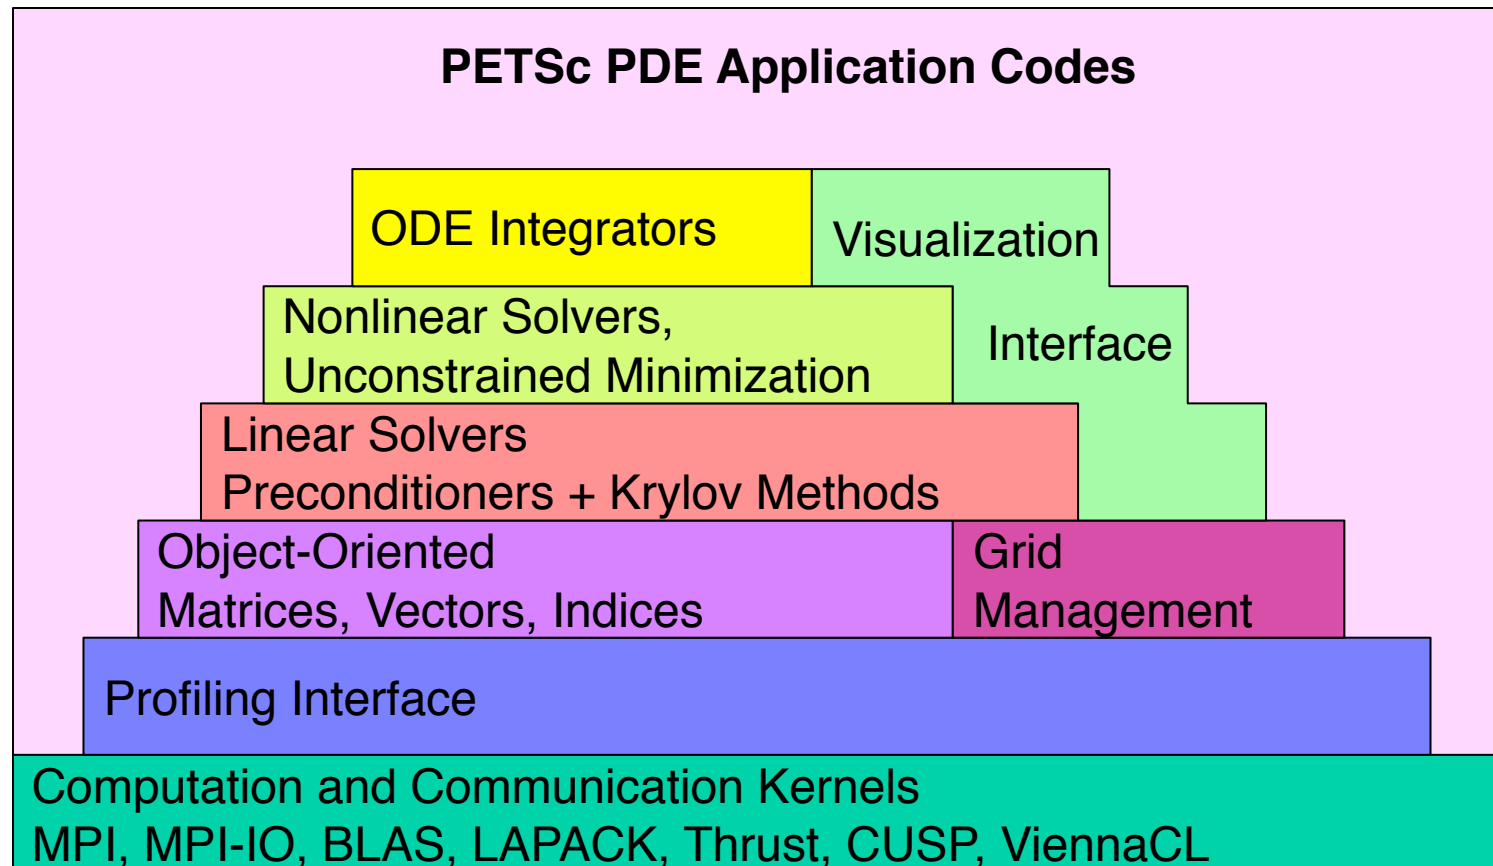 PETSc PDE Application Codes
ODE Integrators
Visualization
Nonlinear Solvers,
Unconstrained Minimization
Interface
Linear Solvers
Preconditioners + Krylov Methods
Object-Oriented
Matrices, Vectors, Indices
Grid
Management
Profiling Interface
Computation and Communication Kernels
MPI, MPI-IO, BLAS, LAPACK, Thrust, CUSP, ViennaCL